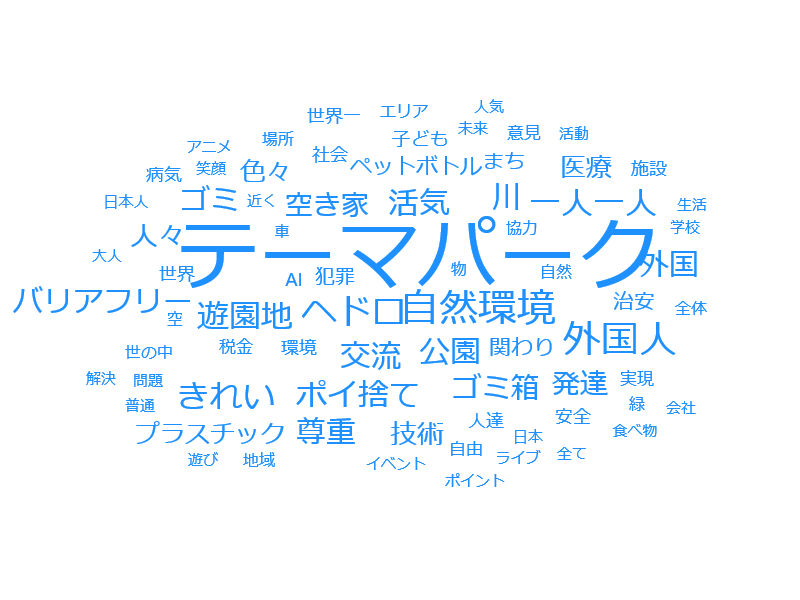 人気
世界一
エリア
未来
意見
活動
子ども
場所
アニメ
社会
ペットボトル
まち
医療
施設
病気
笑顔
色々
日本人
ゴミ
近く
空き家
活気
川
一人一人
生活
学校
人々
車
テーマパーク
協力
大人
世界
AI
犯罪
物
自然
外国
バリアフリー
空
遊園地
ヘドロ
自然環境
治安
全体
世の中
税金
環境
交流
公園
関わり
外国人
解決
問題
普通
きれい
ポイ捨て
ゴミ箱
発達
実現
緑
会社
プラスチック
尊重
技術
人達
安全
食べ物
遊び
地域
イベント
自由
日本
ライブ
全て
ポイント